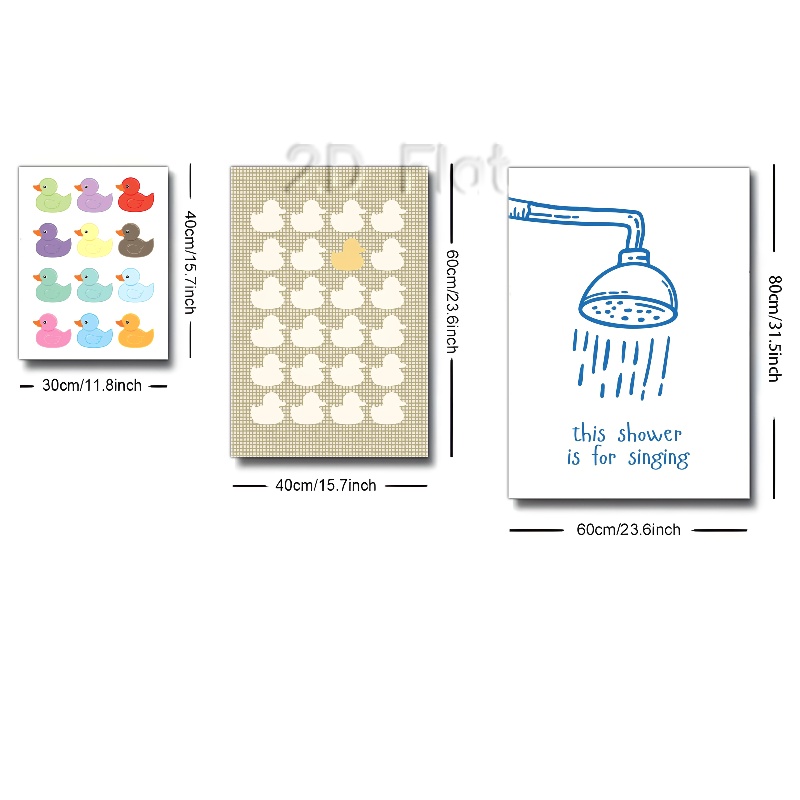 2D Flat
40cm/15.7inch
30cm/11.8inch
60cm/23.6inch
40cm/15.7inch
this shower
is for singing
80cm/31.5inch
60cm/23.6inch